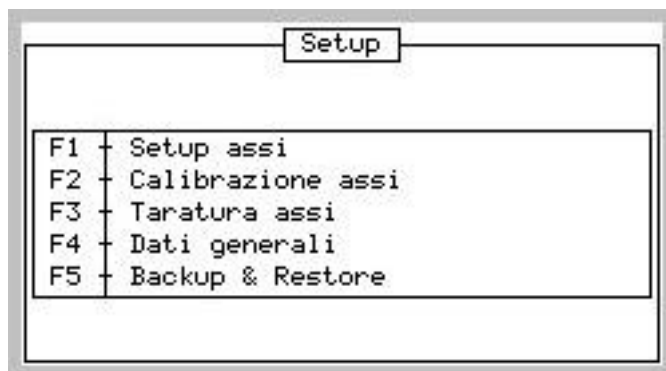 Setup
F1 Setup assi
F2 Calibrazione assi
F3 Taratura assi
F4 Dati generali
F5 Backup & Restore